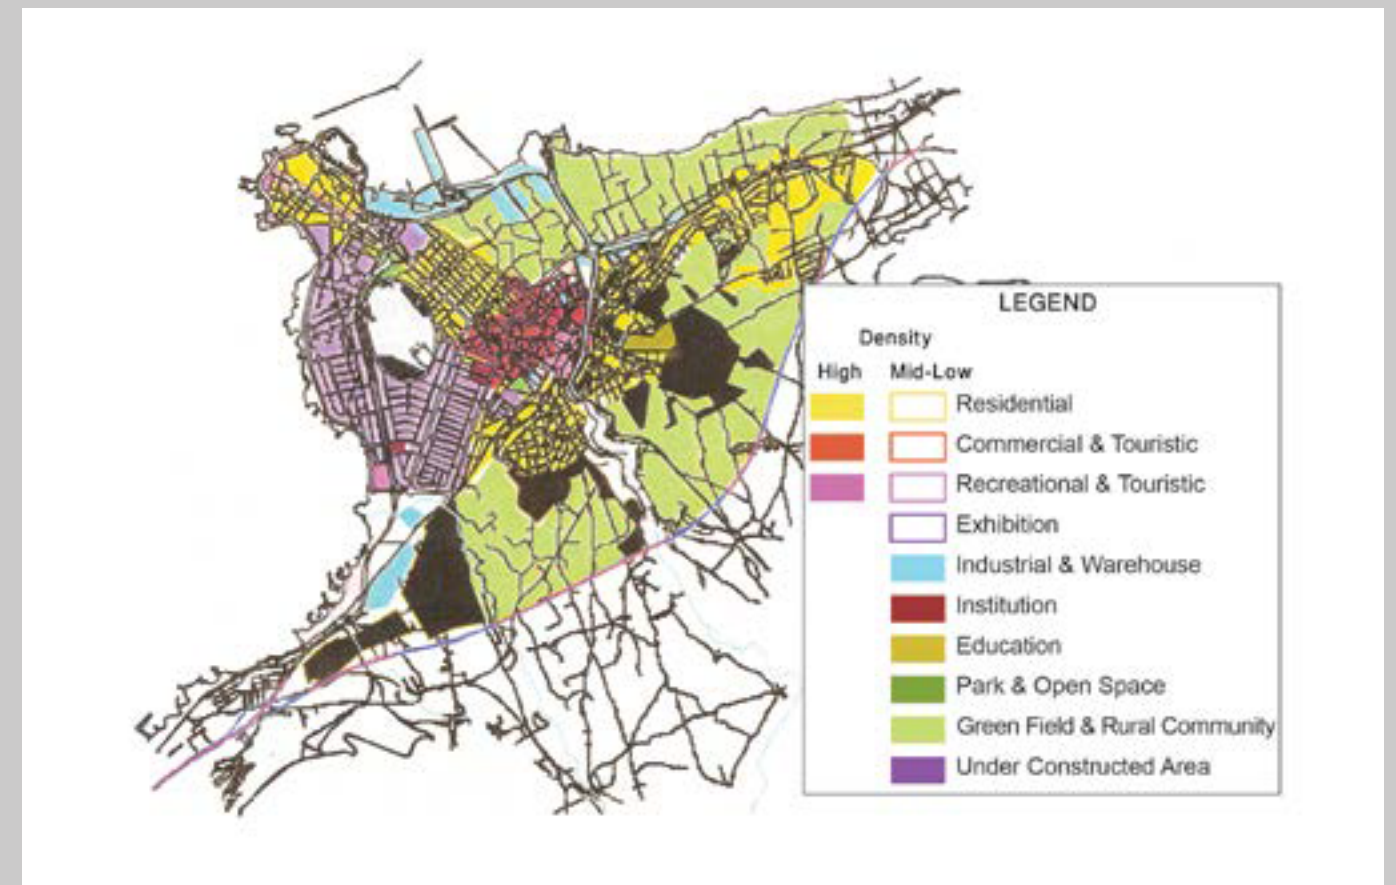 LEGEND
Density
High Mid-Low
Residential
Commercial & Touristic
Recreational & Touristic
Exhibition
Industrial & Warehouse
Institution
Education
Park & Open Space
Green Field & Rural Community
Under Constructed Area